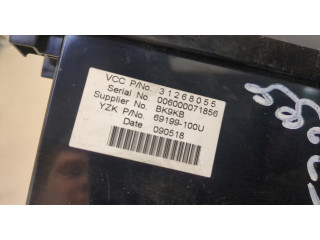 VCC P/No. 31268055
Serial No. 006000071856
Supplier No. BK9KB
YZK P/No. 69199-100U
Date 090518